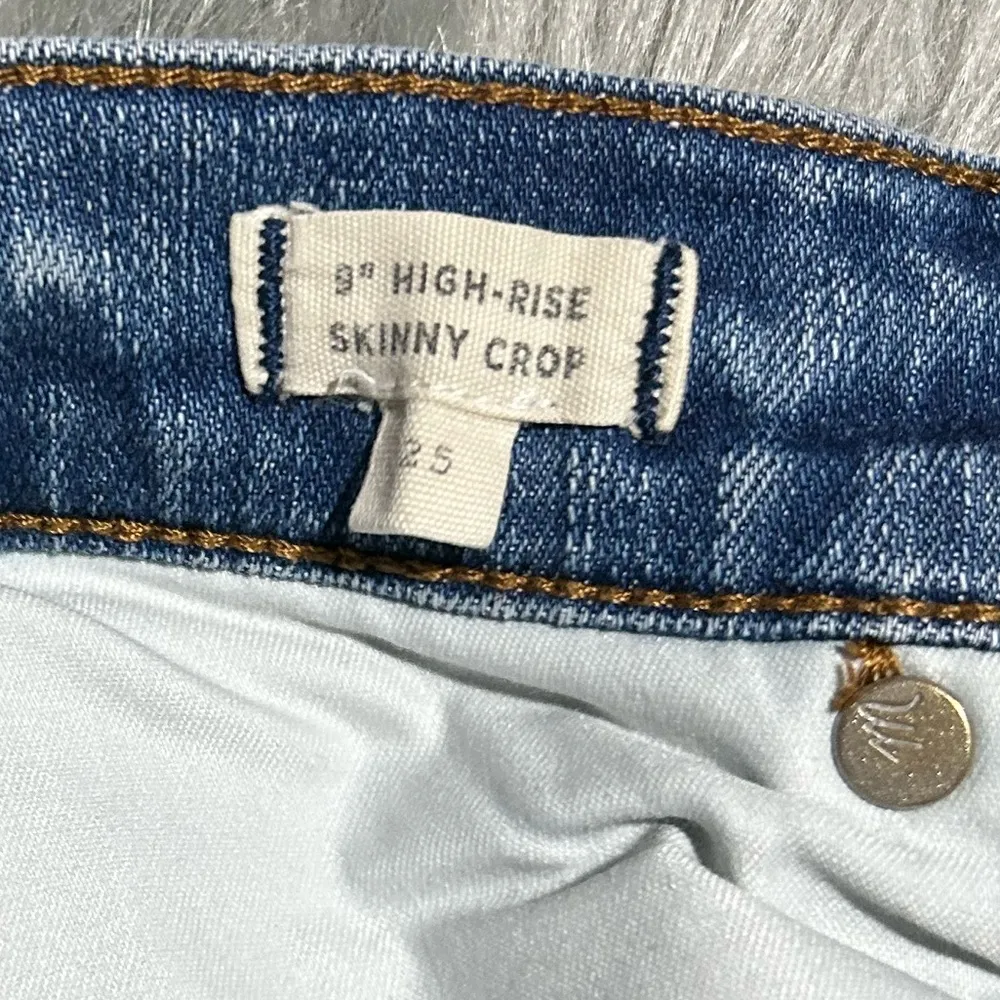 9" HIGH-RISE
SKINNY CROP
25
M